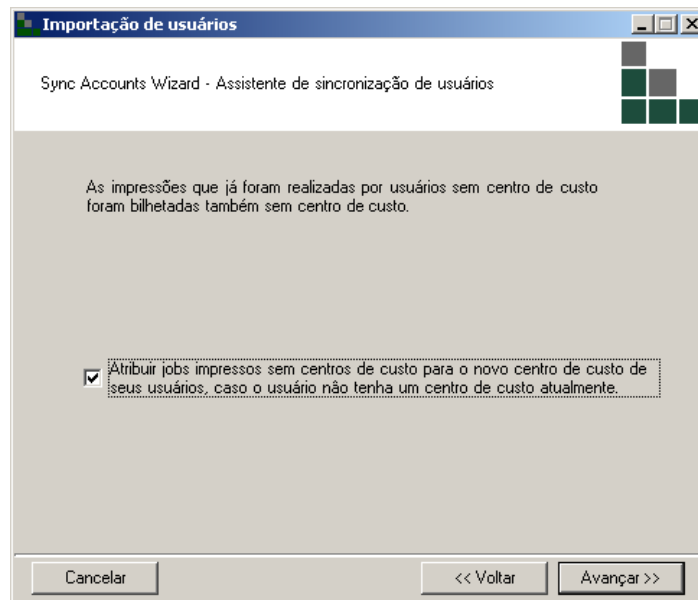 Importação de usuários
Sync Accounts Wizard - Assistente de sincronização de usuários
As impressões que já foram realizadas por usuários sem centro de custo
foram bilhetadas também sem centro de custo.
Atribuir jobs impressos sem centros de custo para o novo centro de custo de
seus usuários, caso o usuário não tenha um centro de custo atualmente.
Cancelar
<< Voltar
Avançar >>